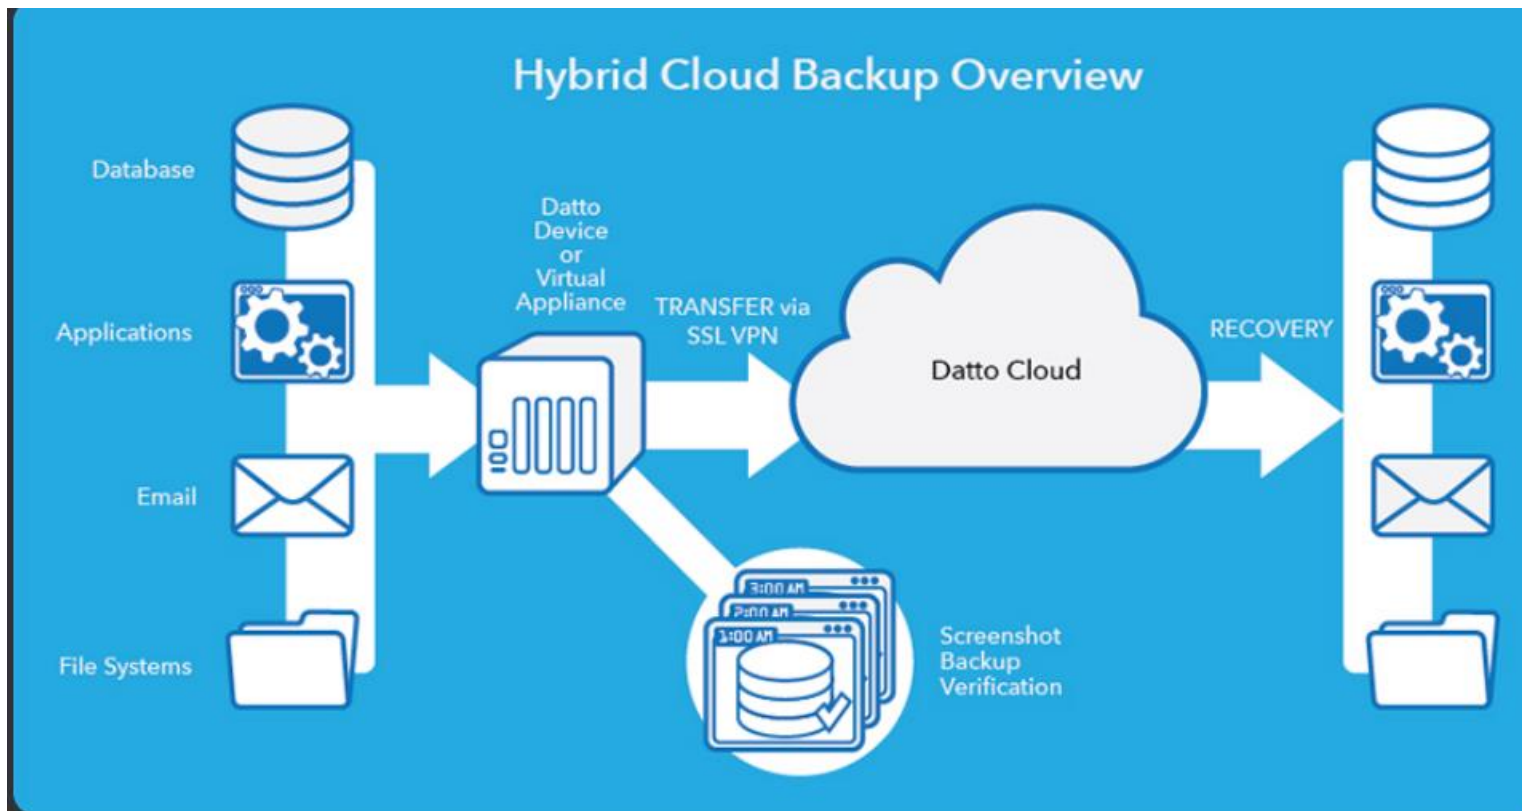 Hybrid Cloud Backup Overview
Database
Applications
Email
File Systems
Datto
Device
or
Virtual
Appliance
TRANSFER via
SSL VPN
Datto Cloud
RECOVERY
3:00 AM
2:00 AM
1:00 AM
Screenshot
Backup
Verification